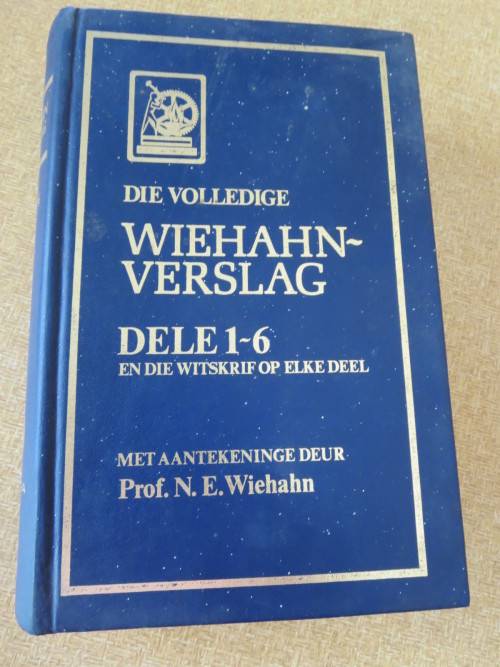 DIE VOLLEDIGE
WIEHAHN~
VERSLAG
DELE 1~6
EN DIE WITSKRIF OP ELKE DEEL
MET AANTEKENINGE DEUR
Prof. N. E. Wiehahn